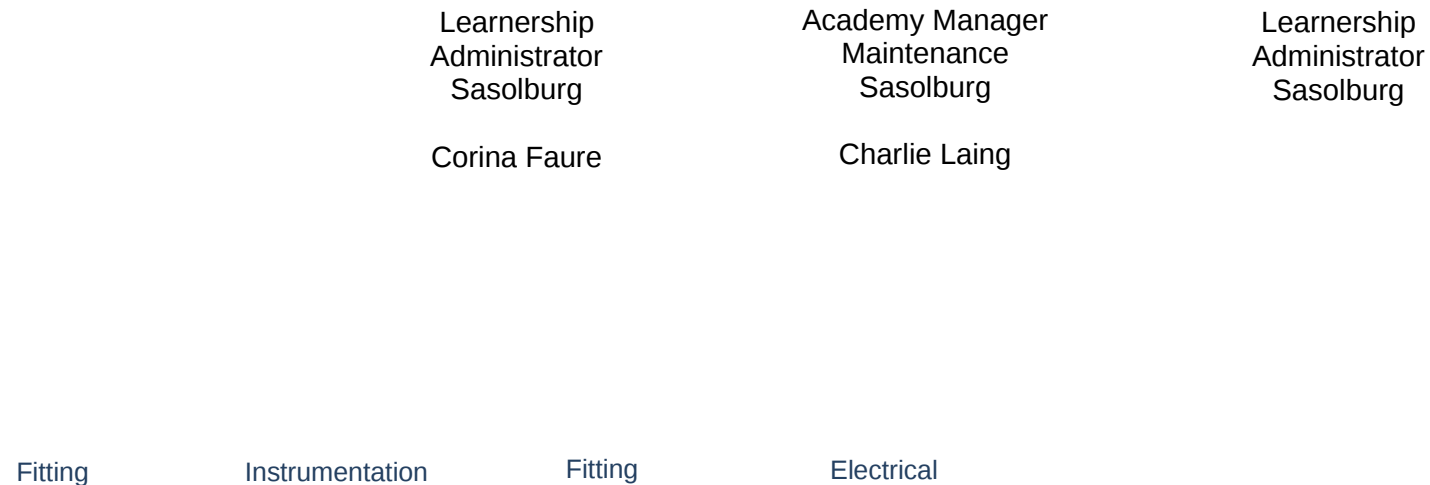 Learnership
Administrator
Sasolburg
Corina Faure
Academy Manager
Maintenance
Sasolburg
Charlie Laing
Learnership
Administrator
Sasolburg
Fitting
Instrumentation
Fitting
Electrical